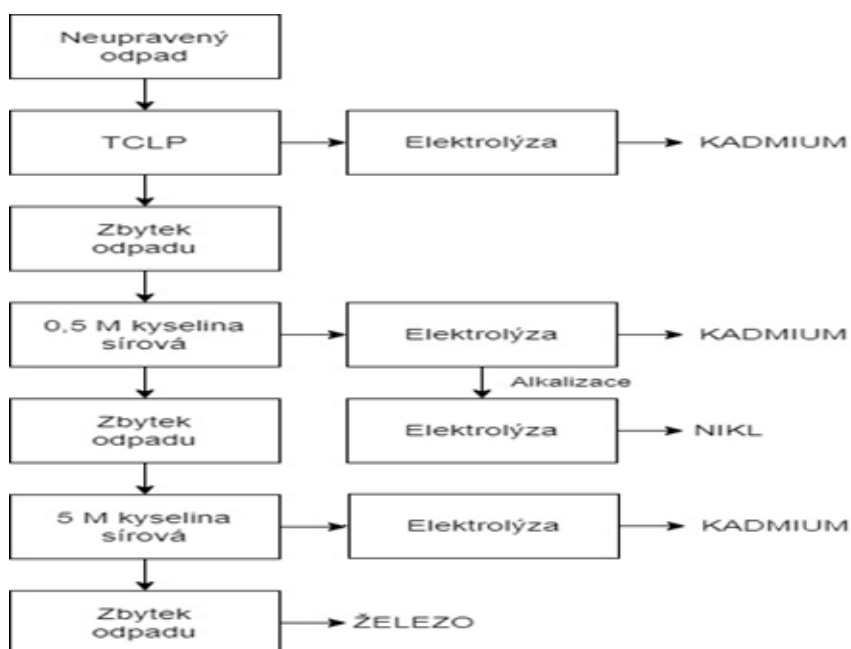 Neupravený
odpad
TCLP
Elektrolýza
KADMIUM
Zbytek
odpadu
0,5 M kyselina
sírová
Elektrolýza
KADMIUM
Alkalizace
Zbytek
odpadu
Elektrolýza
NIKL
5 M kyselina
sírová
Elektrolýza
KADMIUM
Zbytek
odpadu
ŽELEZO